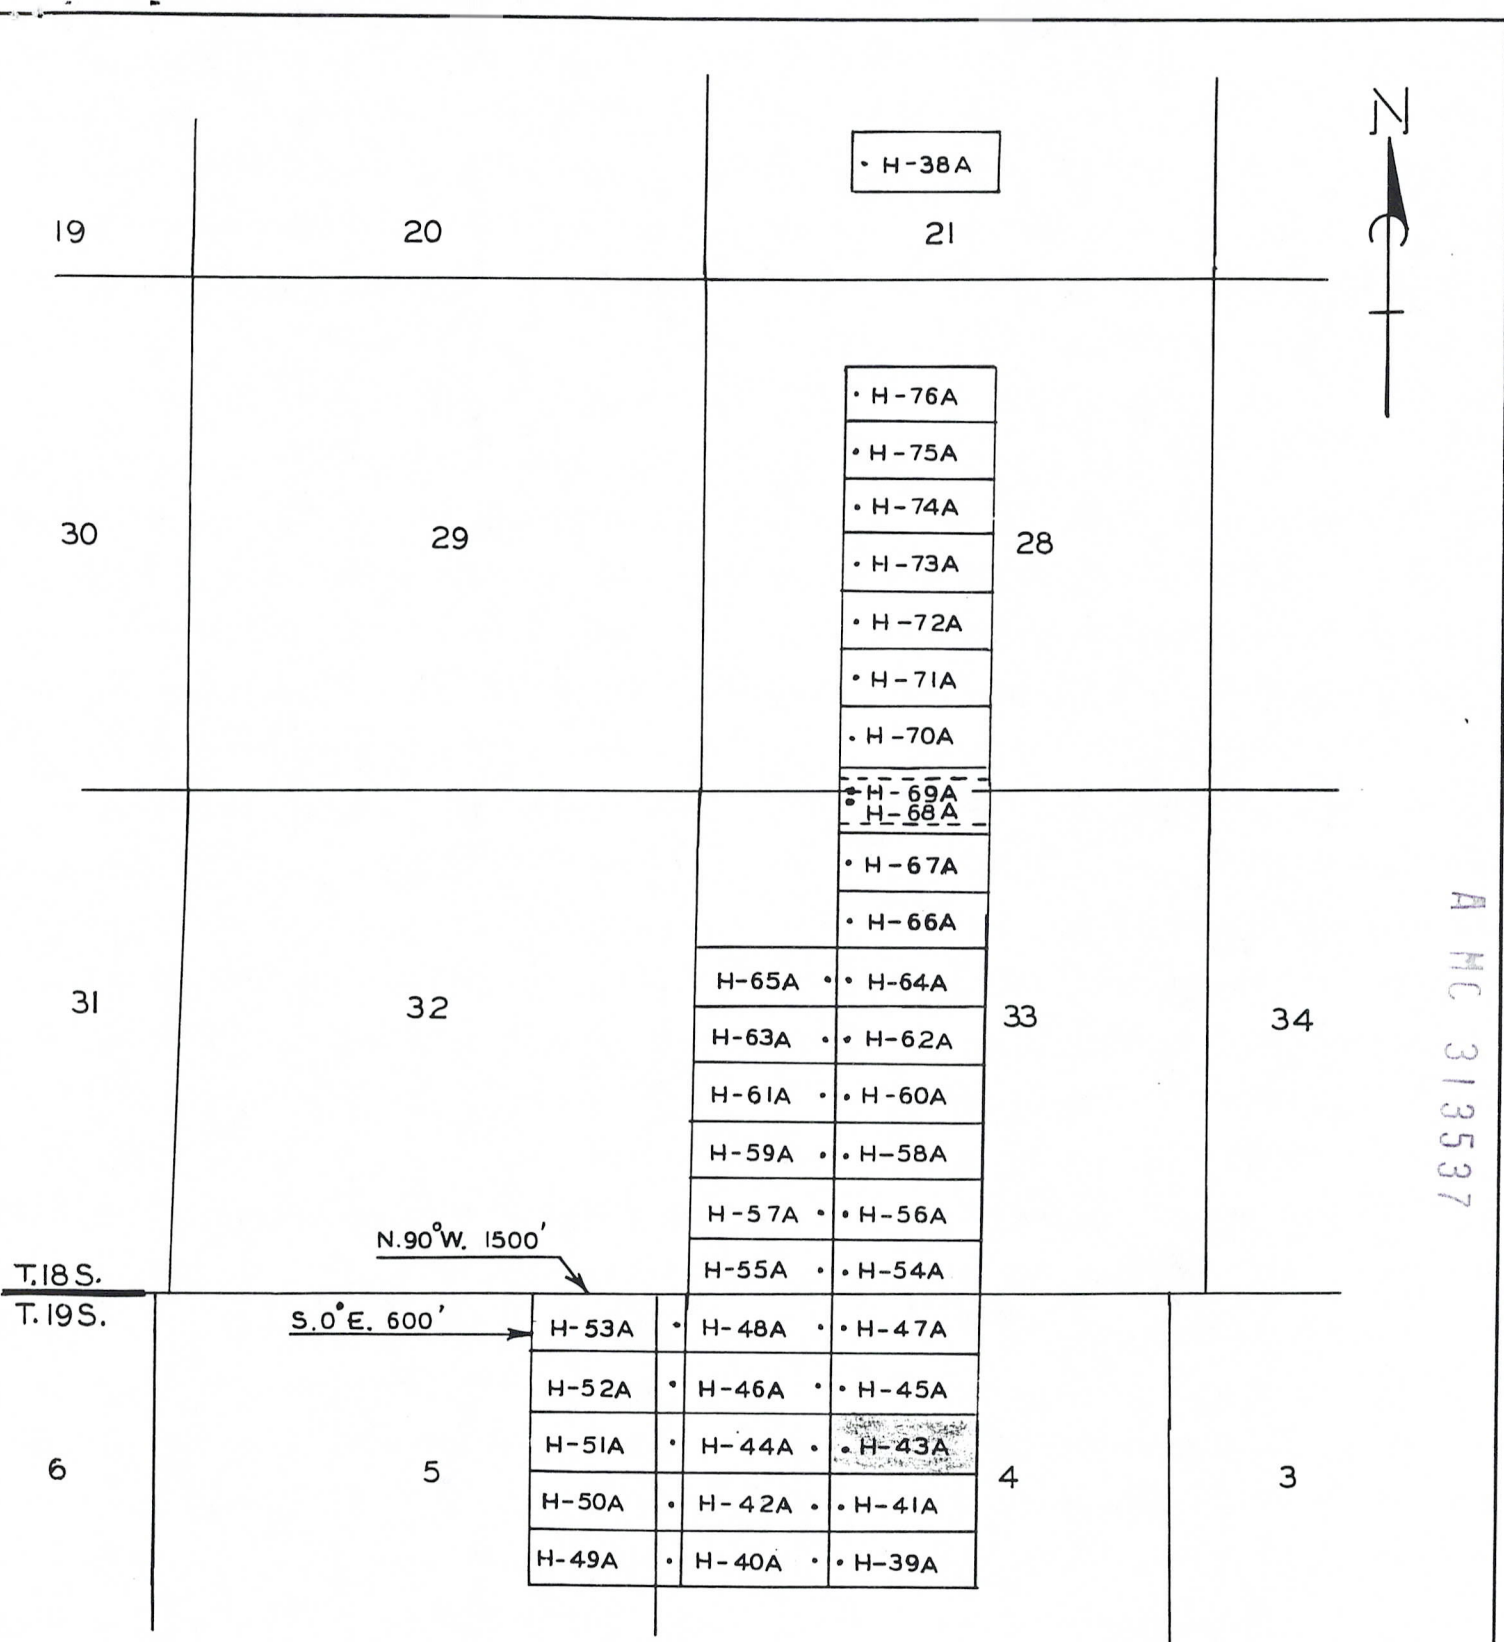 N
H-38A
19 20 21
H-76A
H-75A
H-74A
30 29 28
H-73A
H-72A
H-71A
H-70A
H-69A
H-68A
H-67A
H-66A
H-65A H-64A
31 32 33 34
H-63A H-62A
H-61A H-60A
H-59A H-58A
H-57A H-56A
N.90°W. 1500'
H-55A H-54A
T.18S.
T.19S.
S.0°E. 600'
H-53A H-48A H-47A
H-52A H-46A H-45A
H-51A H-44A H-43A
6 5 4 3
H-50A H-42A H-41A
H-49A H-40A H-39A
A MC 313537